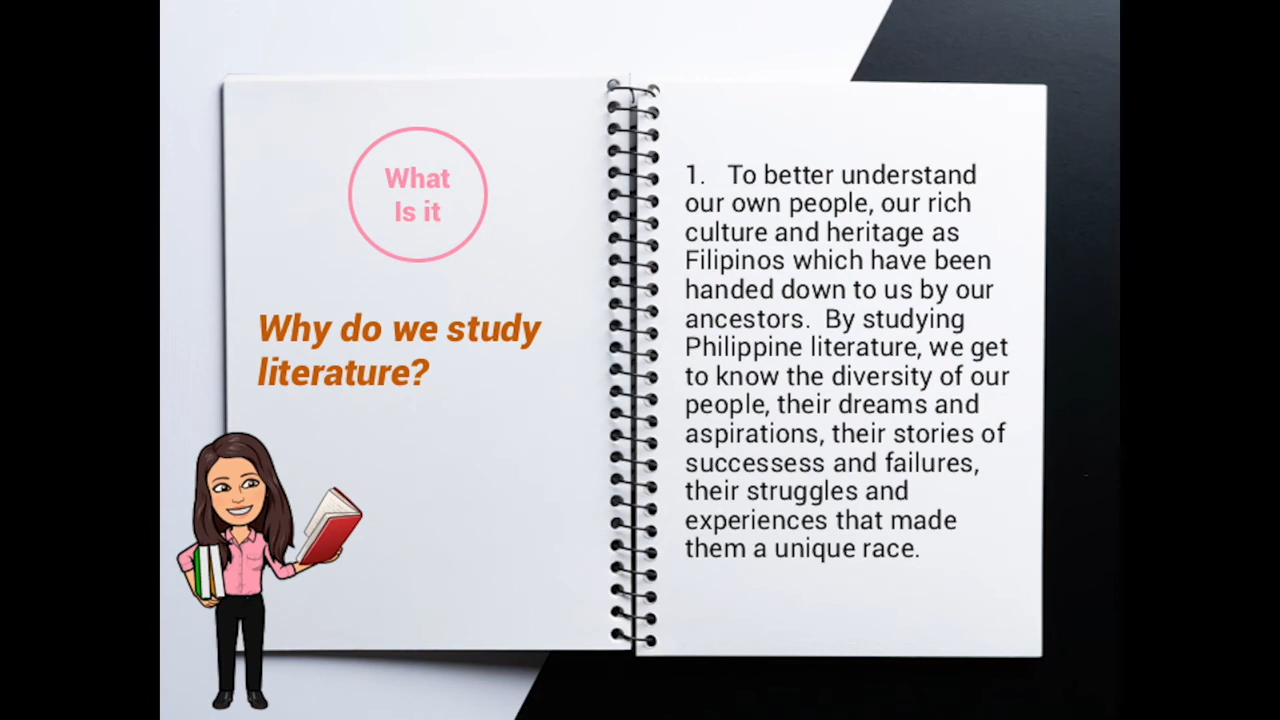 What
Is it
Why do we study
literature?
1. To better understand
our own people, our rich
culture and heritage as
Filipinos which have been
handed down to us by our
ancestors. By studying
Philippine literature, we get
to know the diversity of our
people, their dreams and
aspirations, their stories of
successess and failures,
their struggles and
experiences that made
them a unique race.